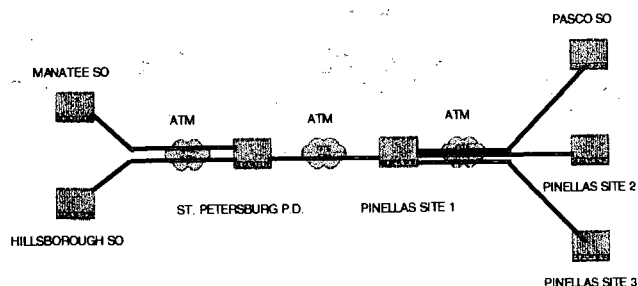 PASCO SO
MANATEE SO
ATM
ATM
ATM
ST. PETERSBURG P.D.
PINELLAS SITE 1
PINELLAS SITE 2
HILLSBOROUGH SO
PINELLAS SITE 3